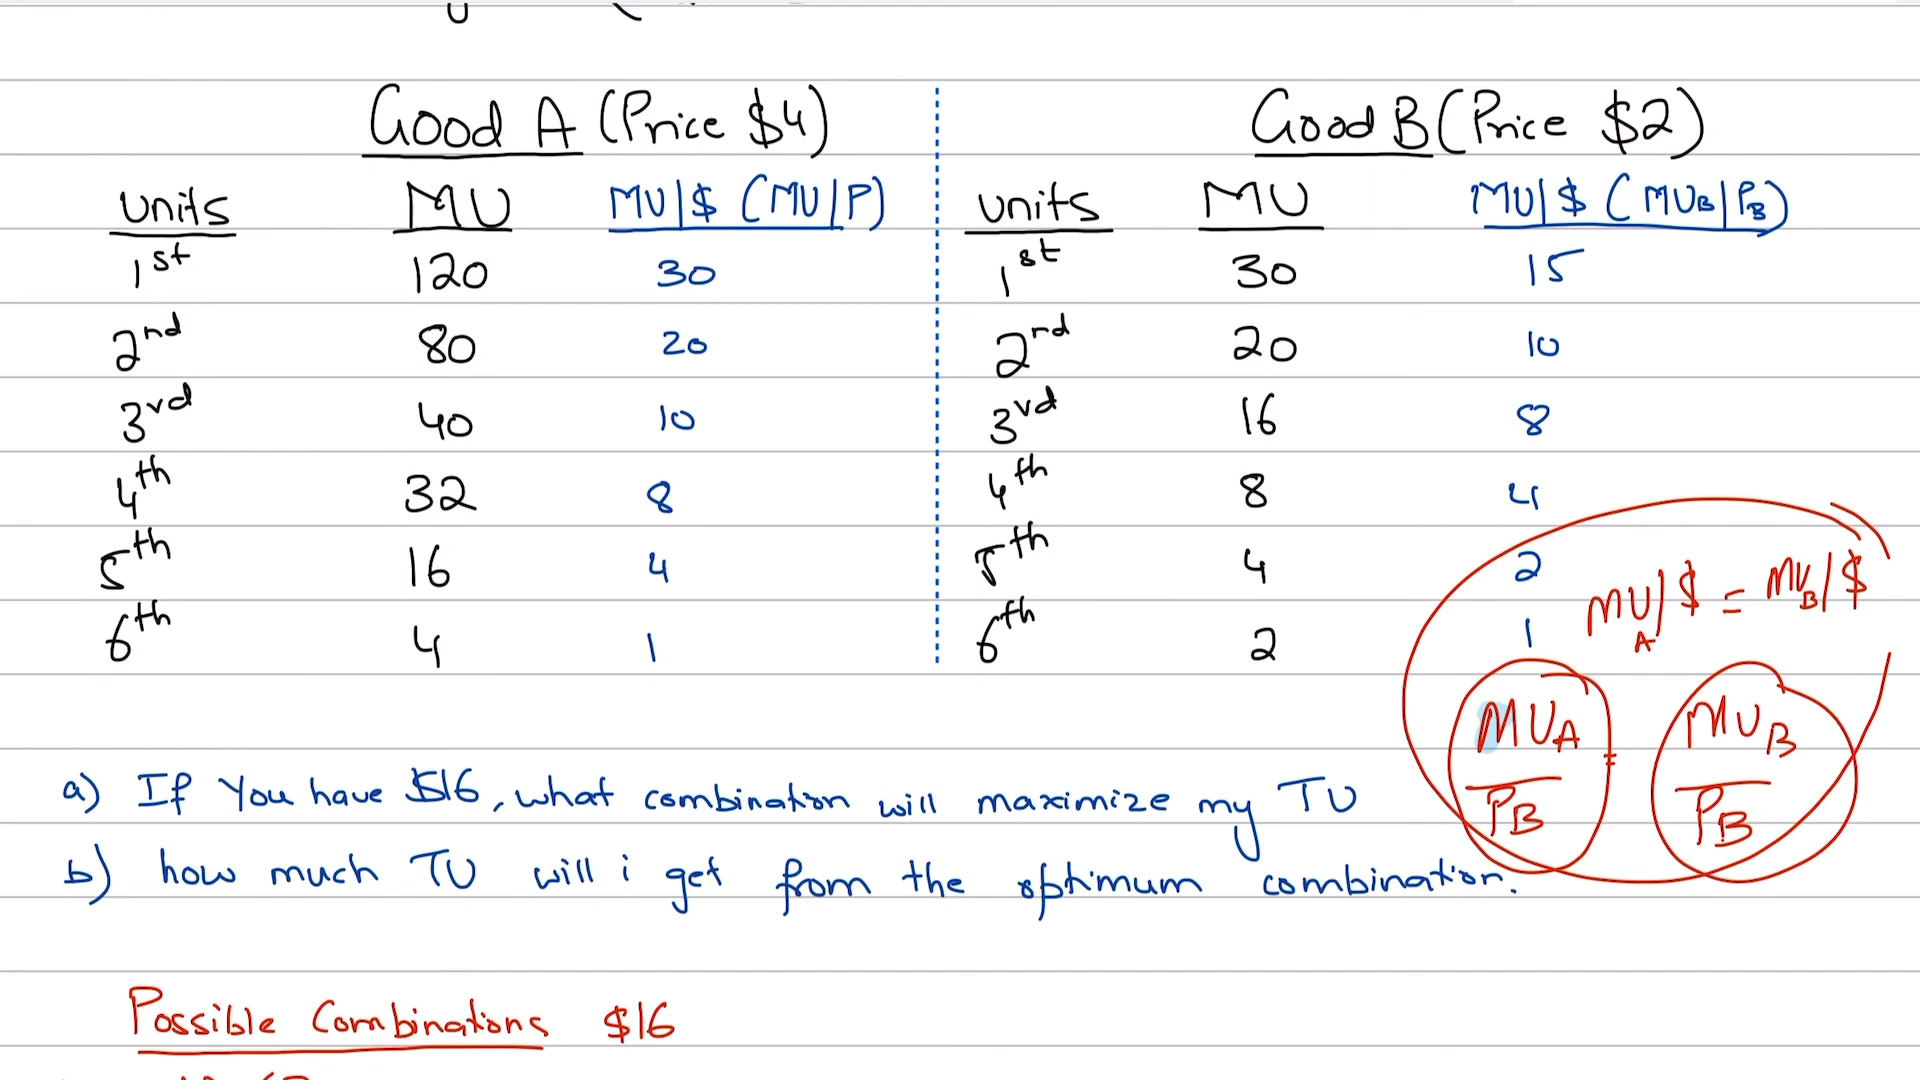 Good A (Price $4) Good B (Price $2)
units MU MU/$ (MU/P) units MU MU/$ (MUB/PB)
1st 120 30 1st 30 15
2nd 80 20 2nd 20 10
3rd 40 10 3rd 16 8
4th 32 8 4th 8 4
5th 16 4 5th 4 2
6th 4 1 6th 2 1
MUA/$ = MUB/$
MUA/PB = MUB/PB
a) If You have $16, what combination will maximize my TU
b) how much TU will i get from the optimum combination.
Possible Combinations $16